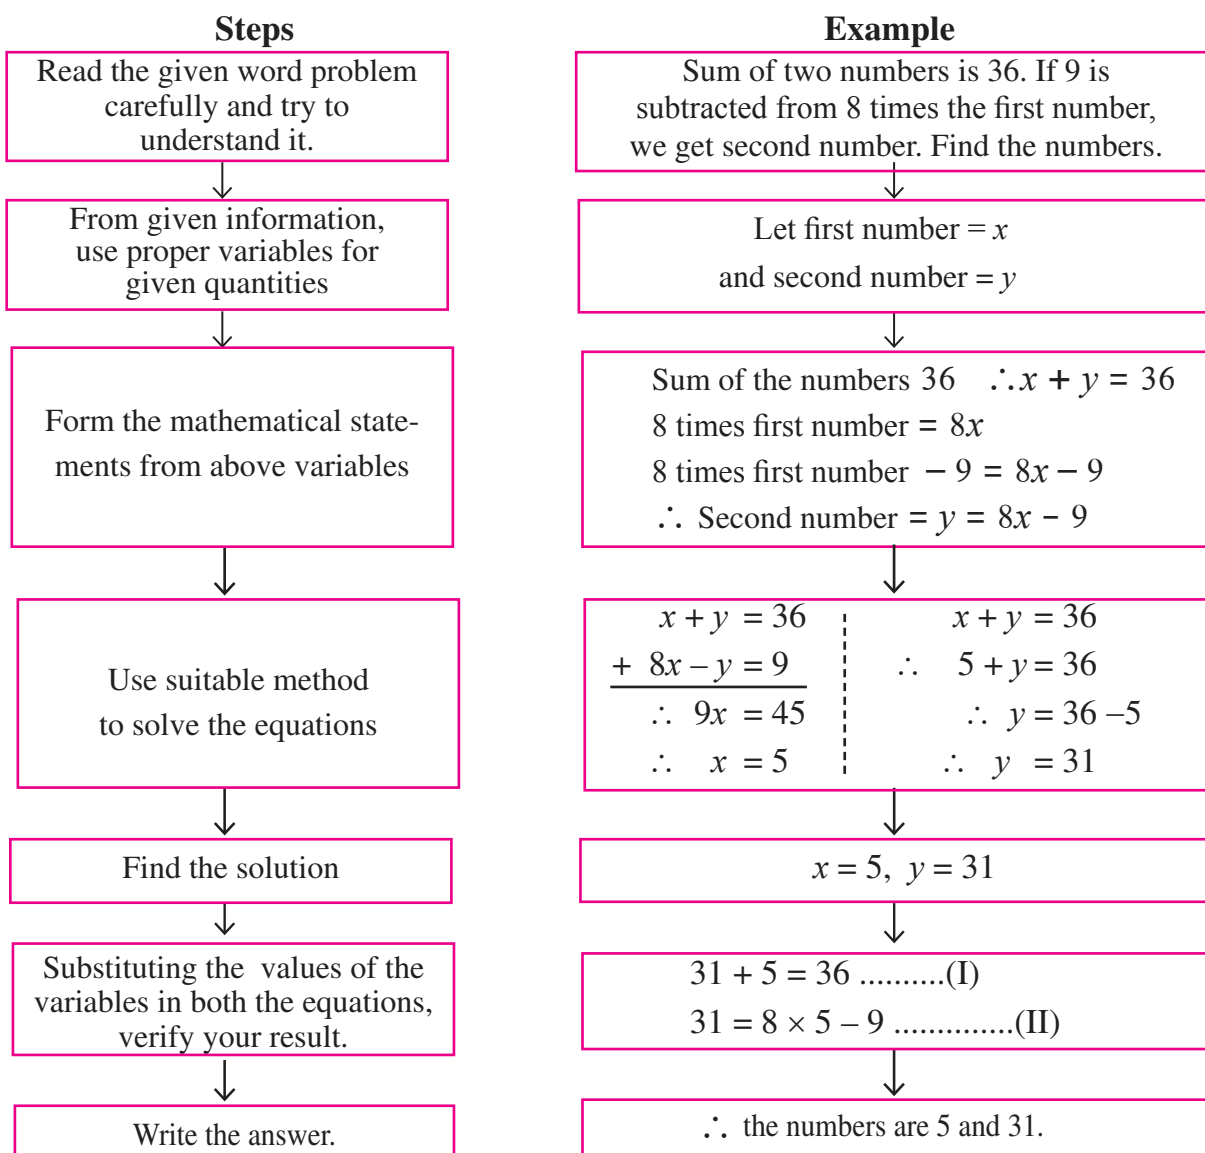 Steps
Read the given word problem
carefully and try to
understand it.
From given information,
use proper variables for
given quantities
Form the mathematical state-
ments from above variables
Use suitable method
to solve the equations
Find the solution
Substituting the values of the
variables in both the equations,
verify your result.
Write the answer.
Example
Sum of two numbers is 36. If 9 is
subtracted from 8 times the first number,
we get second number. Find the numbers.
Let first number = x
and second number = y
Sum of the numbers 36 ∴x + y = 36
8 times first number = 8x
8 times first number − 9 = 8x − 9
∴ Second number = y = 8x − 9
x + y = 36
+ 8x – y = 9
∴ 9x = 45
∴ x = 5
x + y = 36
∴ 5 + y = 36
∴ y = 36 –5
∴ y = 31
x = 5, y = 31
31 + 5 = 36 ..........(I)
31 = 8 × 5 – 9 ..............(II)
∴ the numbers are 5 and 31.